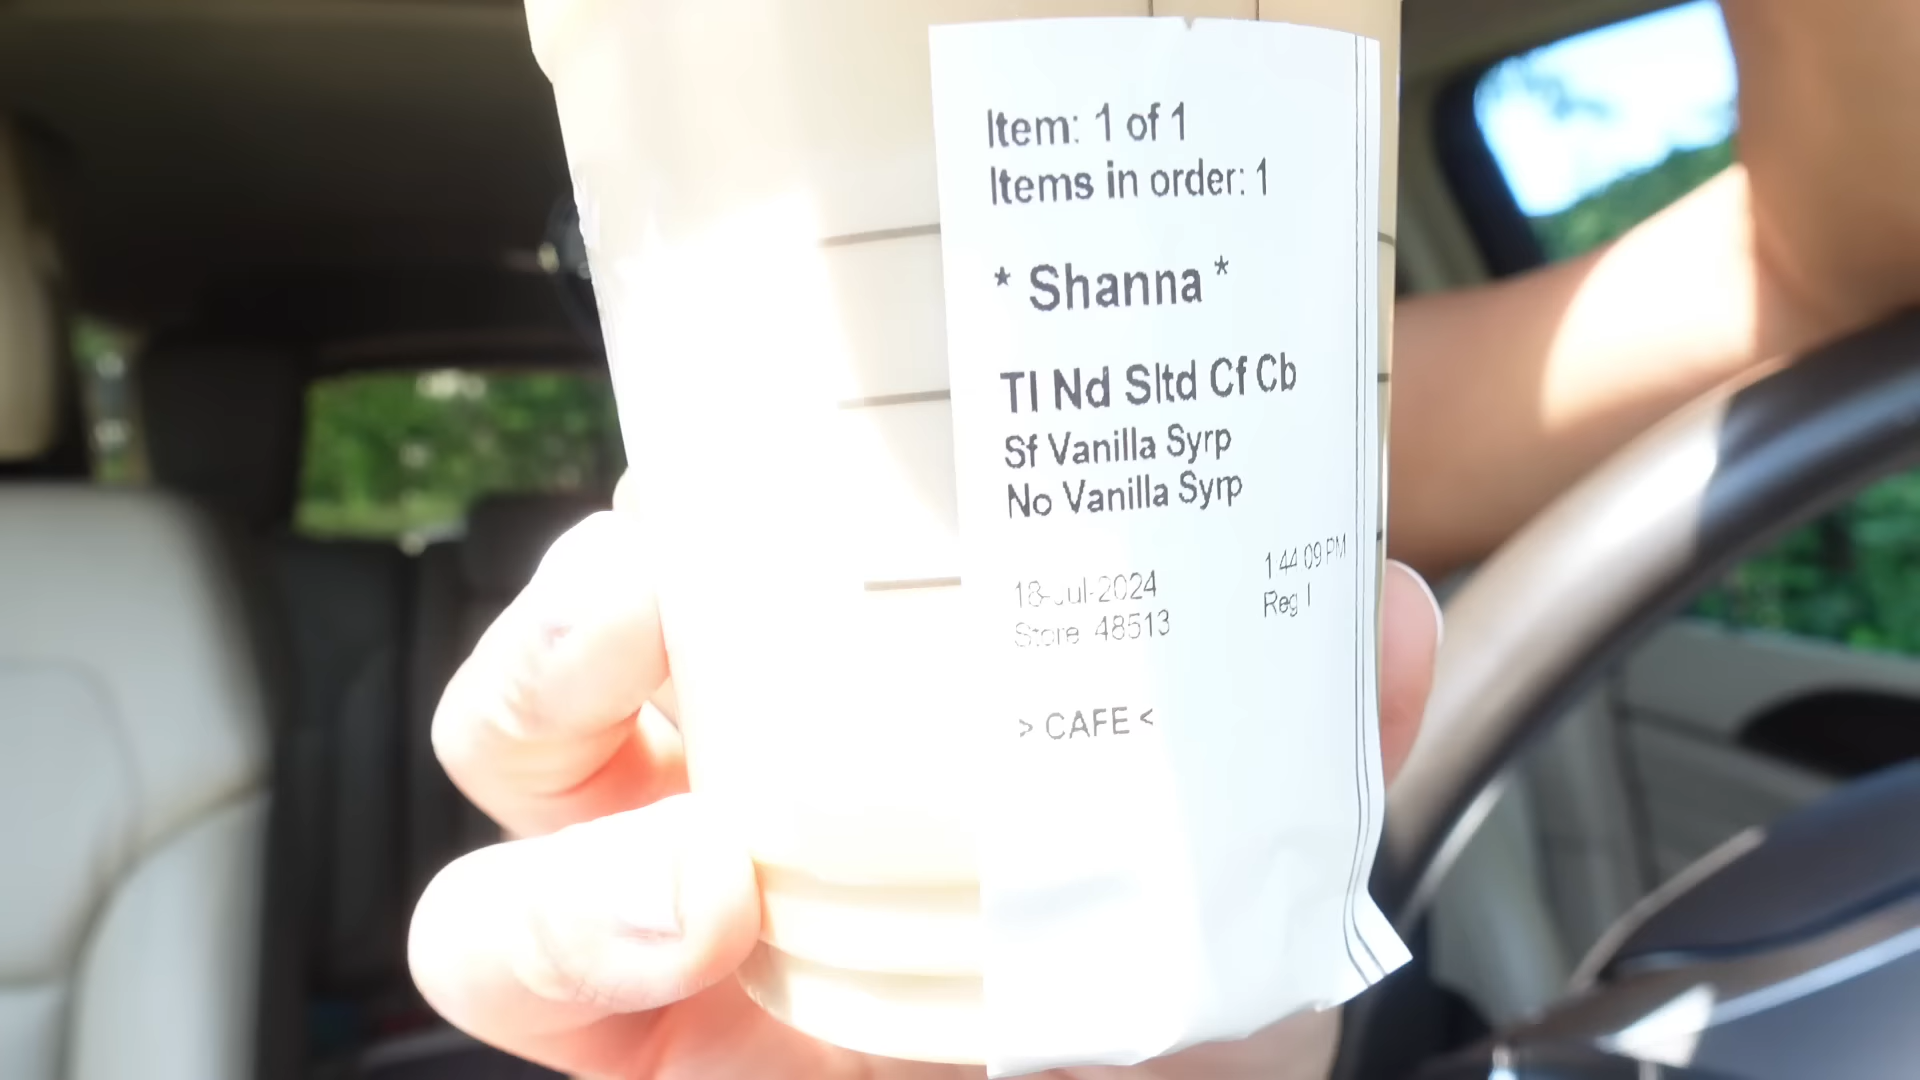 Item: 1 of 1
Items in order: 1
* Shanna *
Tl Nd Sltd Cf Cb
Sf Vanilla Syrp
No Vanilla Syrp
18-Jul-2024 1:44:09 PM
Store 48513 Reg 1
> CAFE <